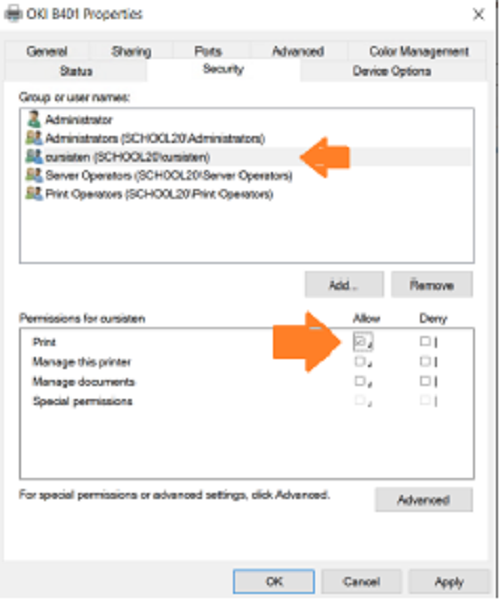 OKI B401 Properties
General Sharing Ports Advanced Color Management
Status Security Device Options
Group or user names:
Administrator
Administrators (SCHOOL20\Administrators)
cursisten (SCHOOL20\cursisten)
Server Operators (SCHOOL20\Server Operators)
Print Operators (SCHOOL20\Print Operators)
Add... Remove
Permissions for cursisten Allow Deny
Print
Manage this printer
Manage documents
Special permissions
For special permissions or advanced settings, click Advanced.
Advanced
OK Cancel Apply